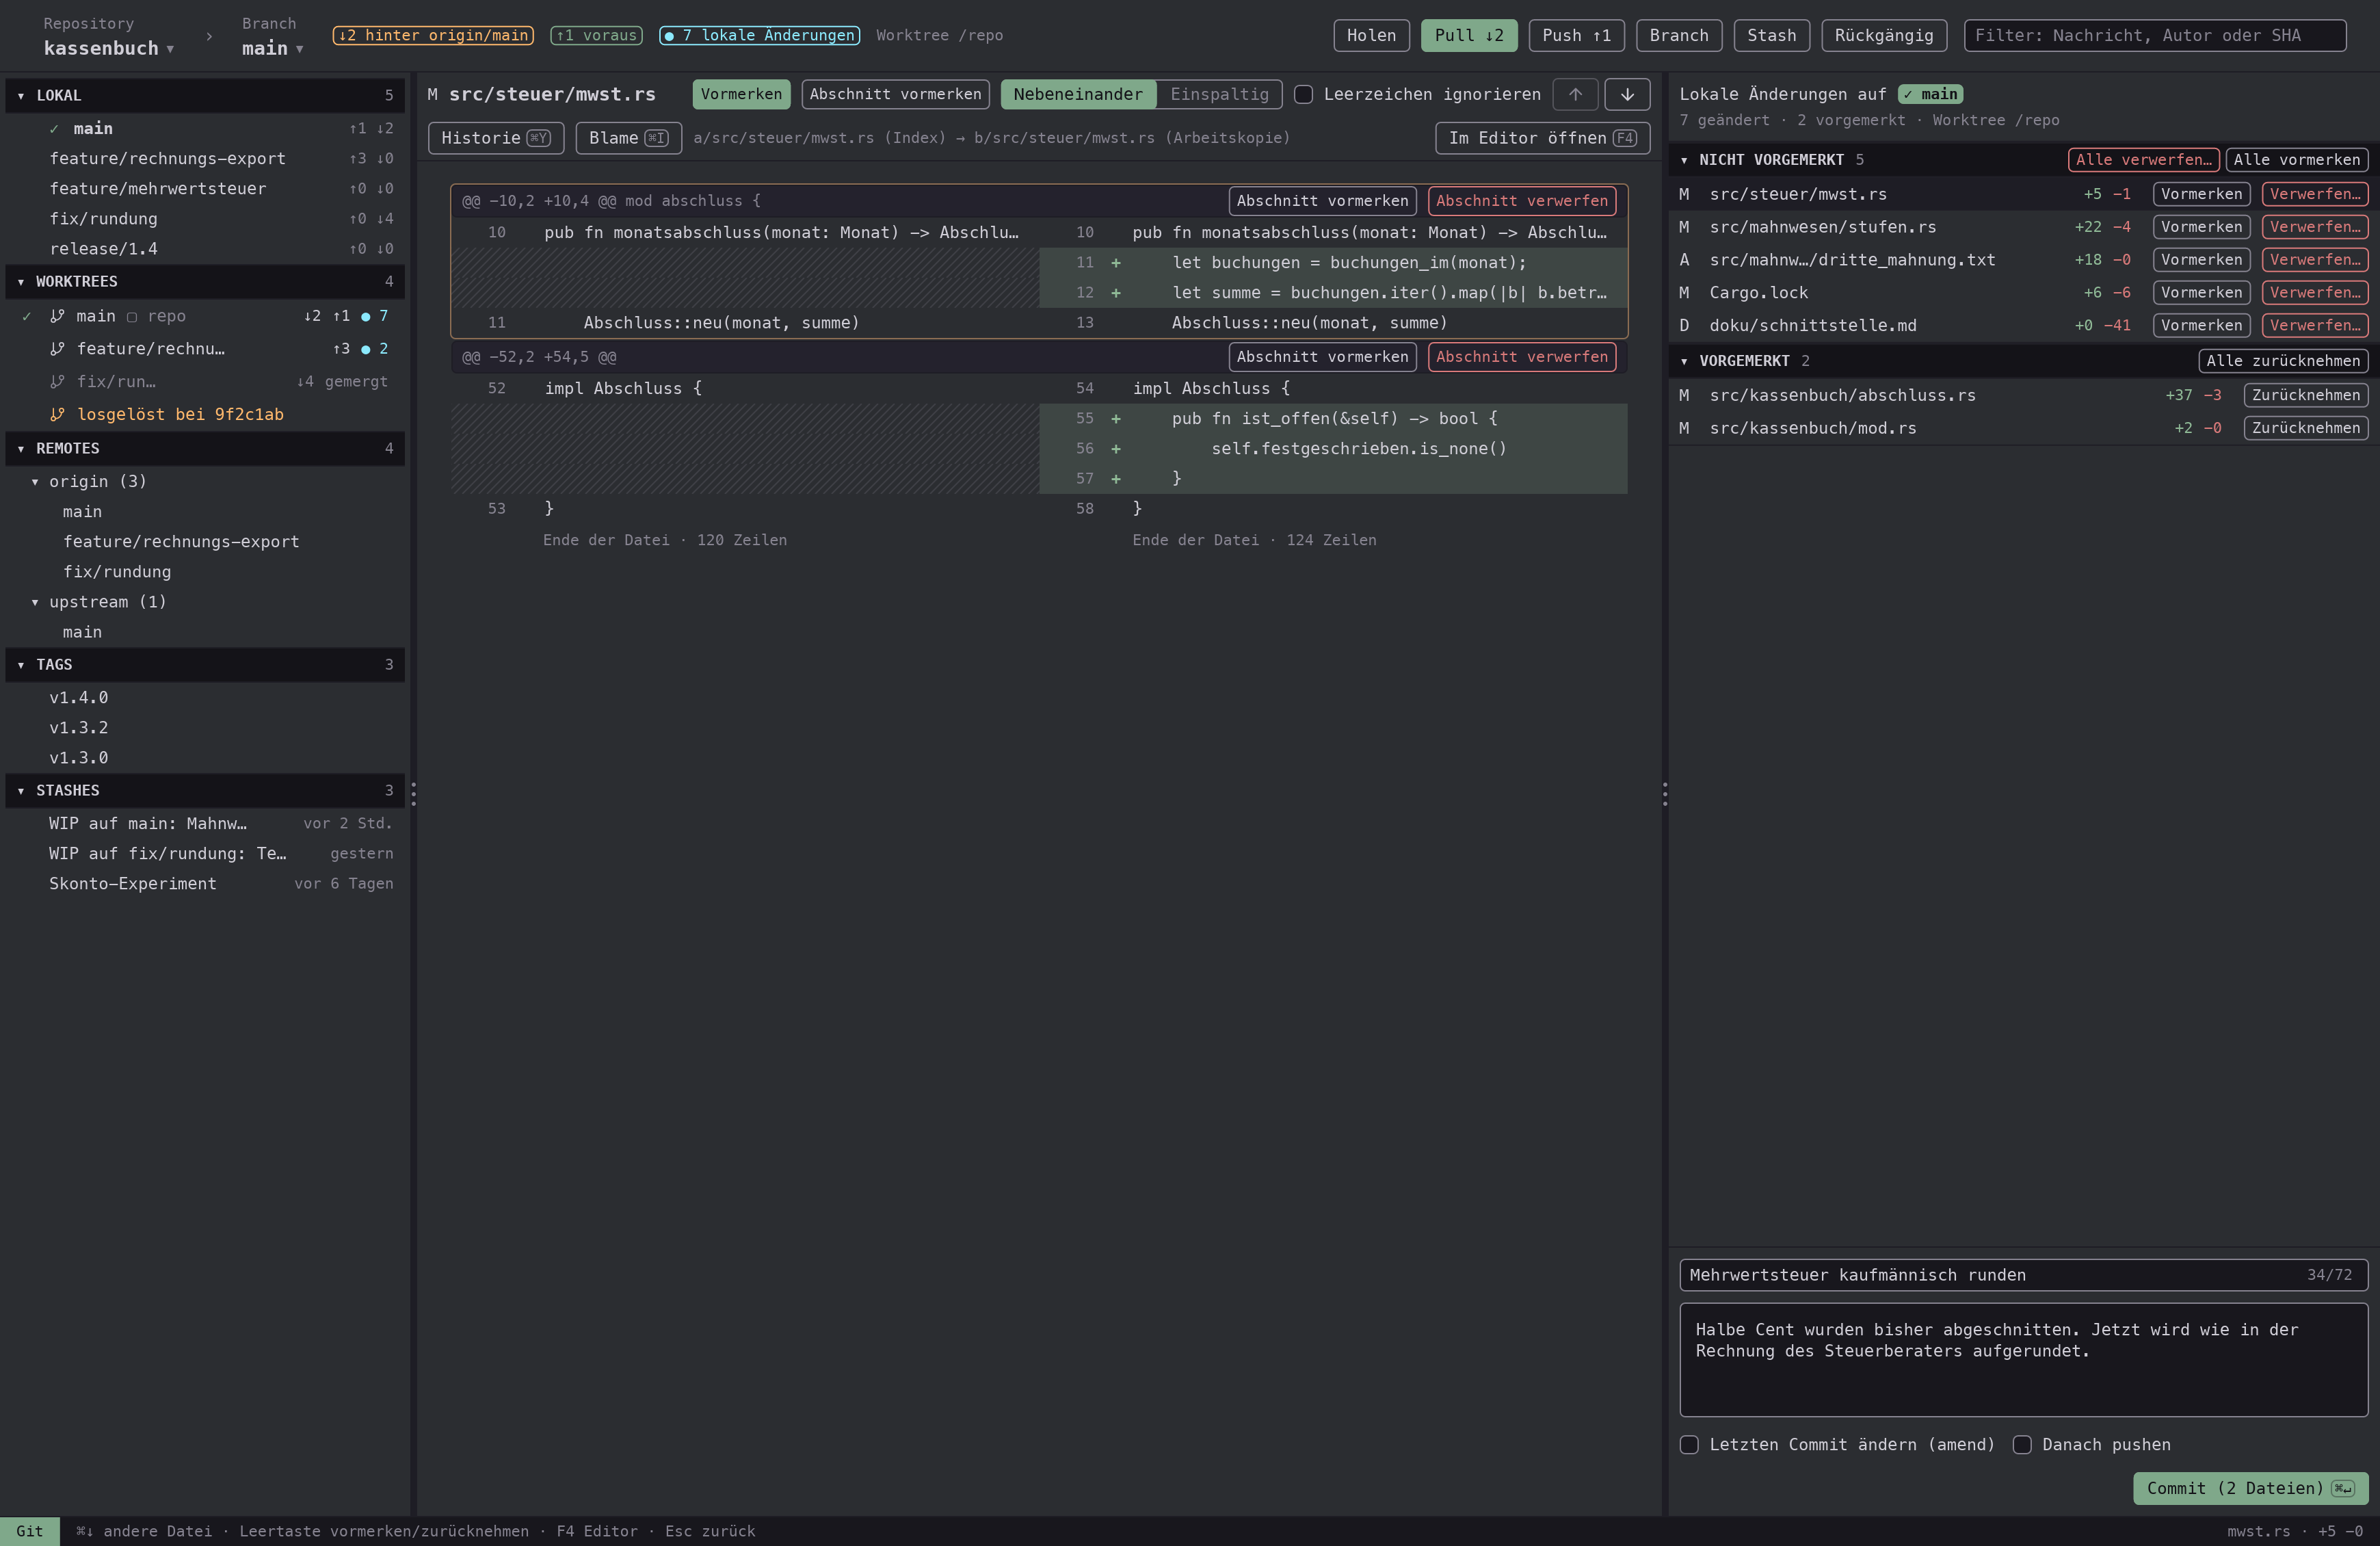 Repository
kassenbuch ▾
›
Branch
main ▾
↓2 hinter origin/main
↑1 voraus
● 7 lokale Änderungen
Worktree /repo
Holen
Pull ↓2
Push ↑1
Branch
Stash
Rückgängig
Filter: Nachricht, Autor oder SHA
▾ LOKAL 5
✓ main ↑1 ↓2
feature/rechnungs-export ↑3 ↓0
feature/mehrwertsteuer ↑0 ↓0
fix/rundung ↑0 ↓4
release/1.4 ↑0 ↓0
▾ WORKTREES 4
✓ main ▢ repo ↓2 ↑1 ● 7
feature/rechnu… ↑3 ● 2
fix/run… ↓4 gemergt
losgelöst bei 9f2c1ab
▾ REMOTES 4
▾ origin (3)
main
feature/rechnungs-export
fix/rundung
▾ upstream (1)
main
▾ TAGS 3
v1.4.0
v1.3.2
v1.3.0
▾ STASHES 3
WIP auf main: Mahnw… vor 2 Std.
WIP auf fix/rundung: Te… gestern
Skonto-Experiment vor 6 Tagen
M src/steuer/mwst.rs Vormerken Abschnitt vormerken Nebeneinander Einspaltig Leerzeichen ignorieren ↑ ↓
Historie ⌘Y Blame ⌘I a/src/steuer/mwst.rs (Index) → b/src/steuer/mwst.rs (Arbeitskopie) Im Editor öffnen F4
@@ −10,2 +10,4 @@ mod abschluss { Abschnitt vormerken Abschnitt verwerfen
10 pub fn monatsabschluss(monat: Monat) -> Abschlu… 10 pub fn monatsabschluss(monat: Monat) -> Abschlu…
11 + let buchungen = buchungen_im(monat);
12 + let summe = buchungen.iter().map(|b| b.betr…
11 Abschluss::neu(monat, summe) 13 Abschluss::neu(monat, summe)
@@ −52,2 +54,5 @@ Abschnitt vormerken Abschnitt verwerfen
52 impl Abschluss { 54 impl Abschluss {
55 + pub fn ist_offen(&self) -> bool {
56 + self.festgeschrieben.is_none()
57 + }
53 } 58 }
Ende der Datei · 120 Zeilen Ende der Datei · 124 Zeilen
Lokale Änderungen auf ✓ main
7 geändert · 2 vorgemerkt · Worktree /repo
▾ NICHT VORGEMERKT 5 Alle verwerfen… Alle vormerken
M src/steuer/mwst.rs +5 −1 Vormerken Verwerfen…
M src/mahnwesen/stufen.rs +22 −4 Vormerken Verwerfen…
A src/mahnw…/dritte_mahnung.txt +18 −0 Vormerken Verwerfen…
M Cargo.lock +6 −6 Vormerken Verwerfen…
D doku/schnittstelle.md +0 −41 Vormerken Verwerfen…
▾ VORGEMERKT 2 Alle zurücknehmen
M src/kassenbuch/abschluss.rs +37 −3 Zurücknehmen
M src/kassenbuch/mod.rs +2 −0 Zurücknehmen
Mehrwertsteuer kaufmännisch runden 34/72
Halbe Cent wurden bisher abgeschnitten. Jetzt wird wie in der
Rechnung des Steuerberaters aufgerundet.
Letzten Commit ändern (amend) Danach pushen
Commit (2 Dateien) ⌘↵
Git ⌘↓ andere Datei · Leertaste vormerken/zurücknehmen · F4 Editor · Esc zurück mwst.rs · +5 −0